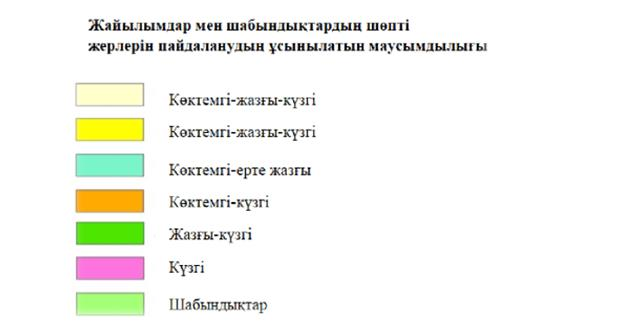 Жайылымдар мен шабындықтардың шөпті
жерлерін пайдаланудың ұсынылатын маусымдылығы
Көктемгі-жазғы-күзгі
Көктемгі-жазғы-күзгі
Көктемгі-ерте жазғы
Көктемгі-күзгі
Жазғы-күзгі
Күзгі
Шабындықтар